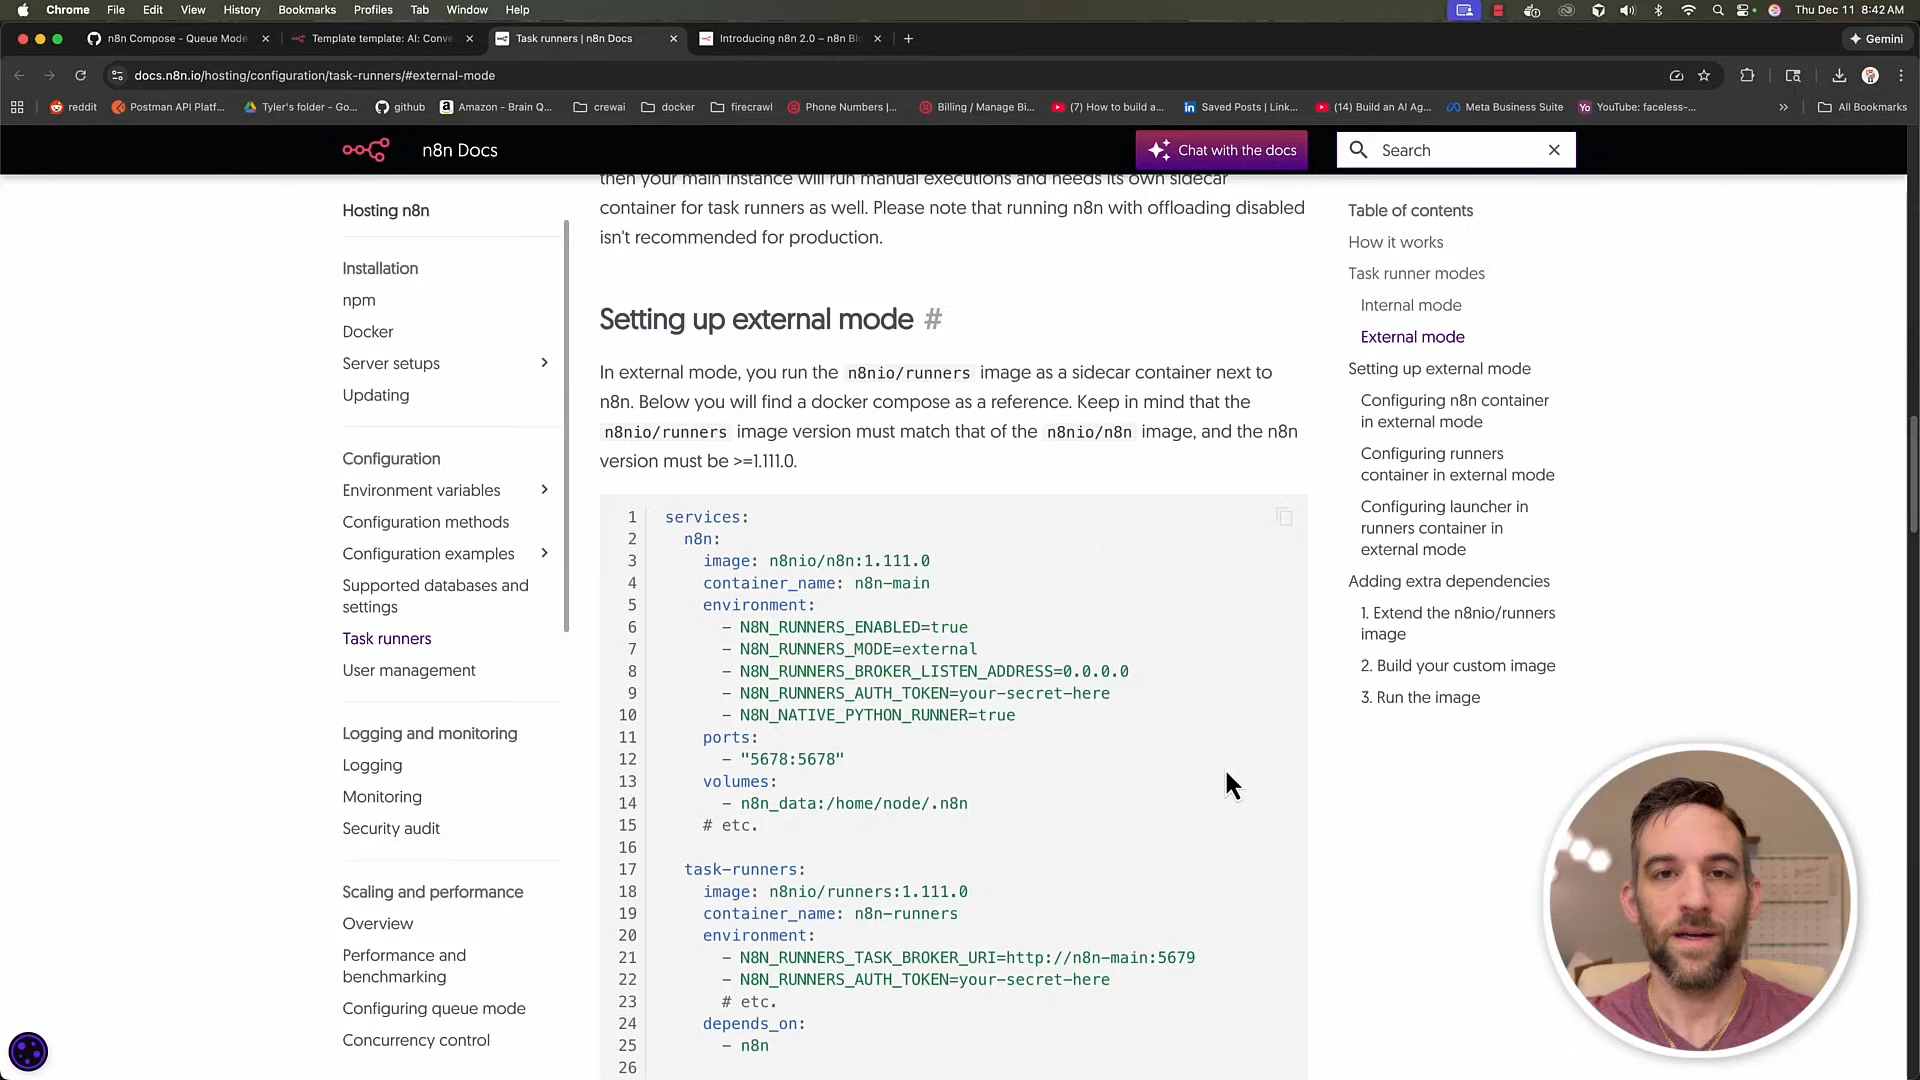 Chrome File Edit View History Bookmarks Profiles Tab Window Help Thu Dec 11 8:42 AM
n8n Compose - Queue Mode Template template: AI: Conve Task runners | n8n Docs Introducing n8n 2.0 – n8n Bl Gemini
docs.n8n.io/hosting/configuration/task-runners/#external-mode
reddit Postman API Platf... Tyler's folder - Go... github Amazon - Brain Q... crewai docker firecrawl Phone Numbers |... Billing / Manage Bi... (7) How to build a... Saved Posts | Link... (14) Build an AI Ag... Meta Business Suite YouTube: faceless-... All Bookmarks
n8n Docs
Chat with the docs
Search
Hosting n8n
Installation
npm
Docker
Server setups
Updating
Configuration
Environment variables
Configuration methods
Configuration examples
Supported databases and
settings
Task runners
User management
Logging and monitoring
Logging
Monitoring
Security audit
Scaling and performance
Overview
Performance and
benchmarking
Configuring queue mode
Concurrency control
then your main instance will run manual executions and needs its own sidecar
container for task runners as well. Please note that running n8n with offloading disabled
isn't recommended for production.
Setting up external mode #
In external mode, you run the n8nio/runners image as a sidecar container next to
n8n. Below you will find a docker compose as a reference. Keep in mind that the
n8nio/runners image version must match that of the n8nio/n8n image, and the n8n
version must be >=1.111.0.
1 services:
2 n8n:
3 image: n8nio/n8n:1.111.0
4 container_name: n8n-main
5 environment:
6 - N8N_RUNNERS_ENABLED=true
7 - N8N_RUNNERS_MODE=external
8 - N8N_RUNNERS_BROKER_LISTEN_ADDRESS=0.0.0.0
9 - N8N_RUNNERS_AUTH_TOKEN=your-secret-here
10 - N8N_NATIVE_PYTHON_RUNNER=true
11 ports:
12 - "5678:5678"
13 volumes:
14 - n8n_data:/home/node/.n8n
15 # etc.
16
17 task-runners:
18 image: n8nio/runners:1.111.0
19 container_name: n8n-runners
20 environment:
21 - N8N_RUNNERS_TASK_BROKER_URI=http://n8n-main:5679
22 - N8N_RUNNERS_AUTH_TOKEN=your-secret-here
23 # etc.
24 depends_on:
25 - n8n
26
Table of contents
How it works
Task runner modes
Internal mode
External mode
Setting up external mode
Configuring n8n container
in external mode
Configuring runners
container in external mode
Configuring launcher in
runners container in
external mode
Adding extra dependencies
1. Extend the n8nio/runners
image
2. Build your custom image
3. Run the image